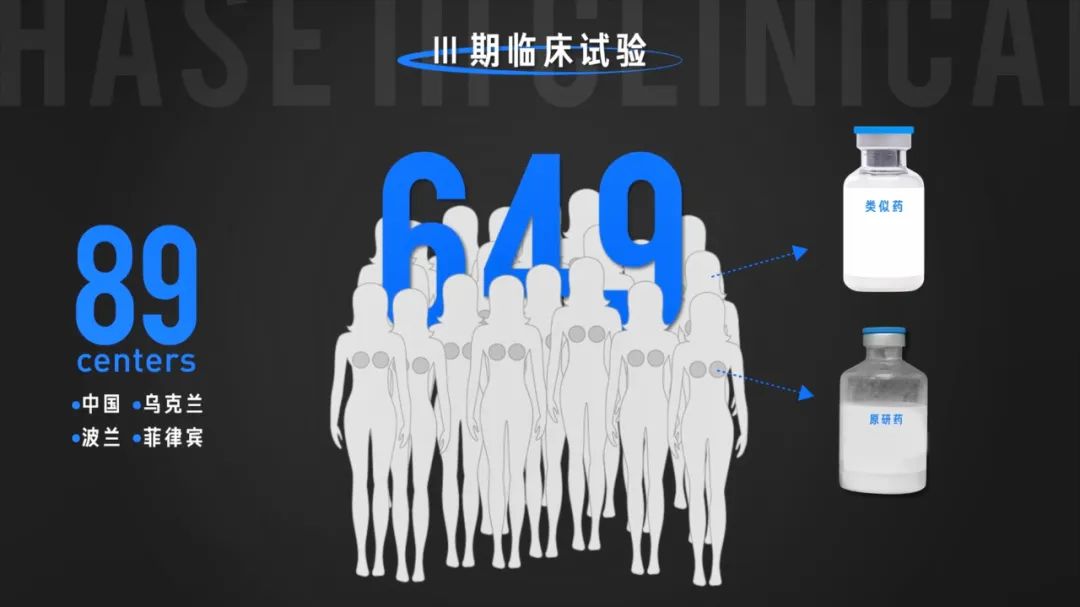 HASE III CLINICA
III 期临床试验
649
89
centers
•中国 •乌克兰
•波兰 •菲律宾
类似药
原研药